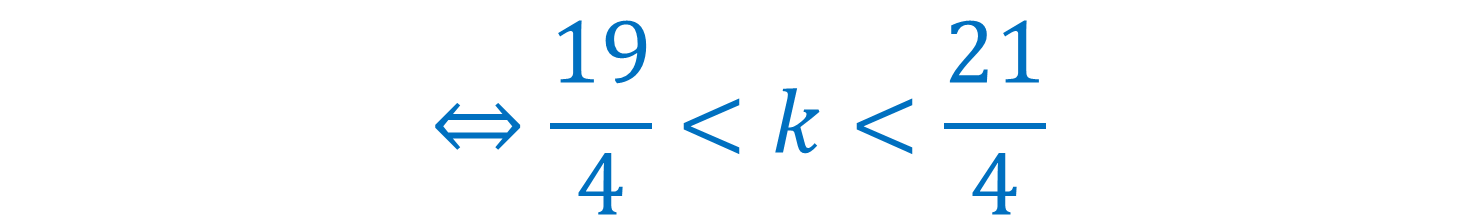 ⇔ 19/4 < k < 21/4